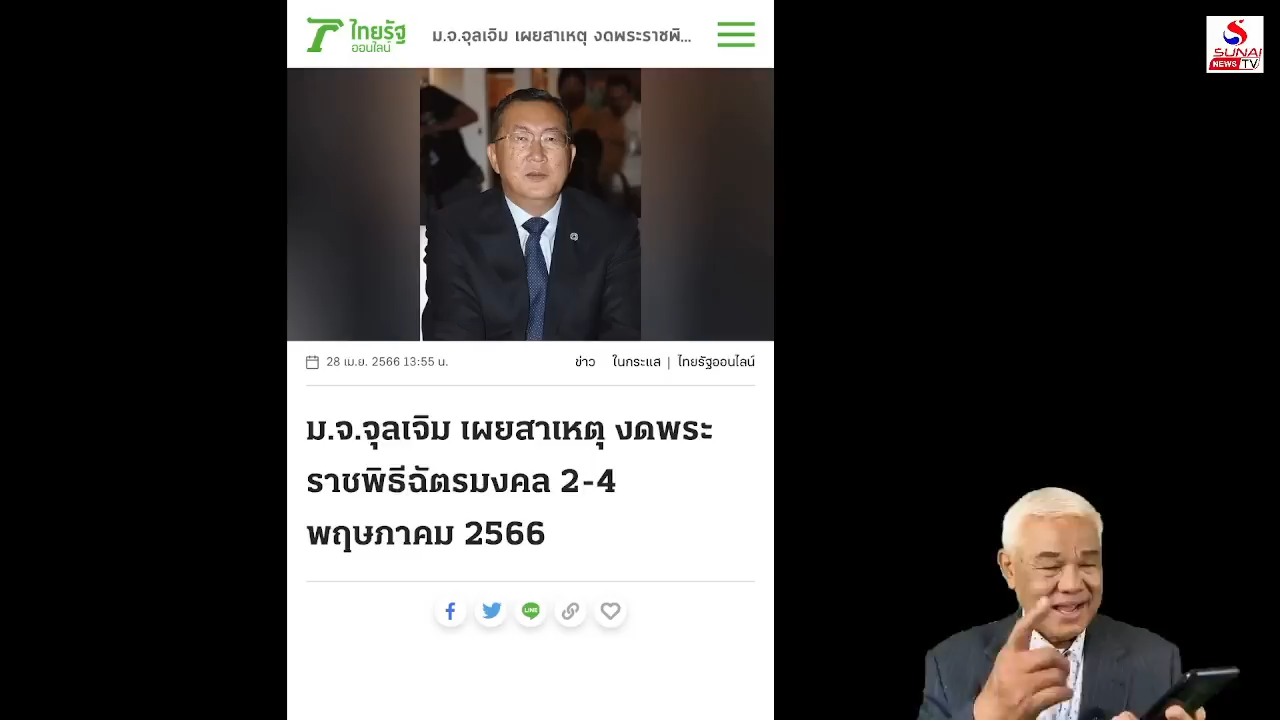 ไทยรัฐ
ออนไลน์
ม.จ.จุลเจิม เผยสาเหตุ งดพระราชพิ...
SUNAI
NEWS TV
28 เม.ย. 2566 13:55 น.
ข่าว ในกระแส | ไทยรัฐออนไลน์
ม.จ.จุลเจิม เผยสาเหตุ งดพระ
ราชพิธีฉัตรมงคล 2-4
พฤษภาคม 2566
LINE